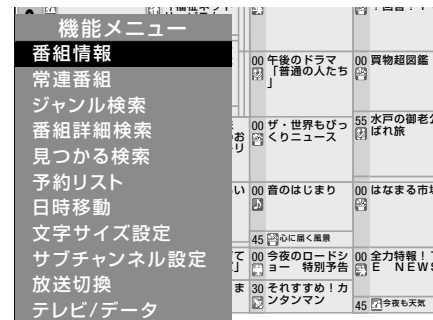 機能メニュー
番組情報
常連番組
ジャンル検索
番組詳細検索
見つかる検索
予約リスト
日時移動
文字サイズ設定
サブチャンネル設定
放送切換
テレビ/データ
00 午後のドラマ
「普通の人たち
」
00 ザ・世界もびっ
くりニュース
00 音のはじまり
45 心に届く風景
00 今夜のロードシ
ョー 特別予告
30 それすすめ!カ
ンタンマン
00 買物超図鑑
55 水戸の御老公
ばれ旅
00 はなまる市場
00 全力特報!
E NEWS
45 今夜も天気